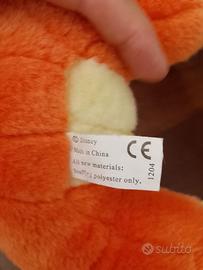 © Disney
Made in China
All new materials:
Stuffing polyester only.
CE
1204
subito